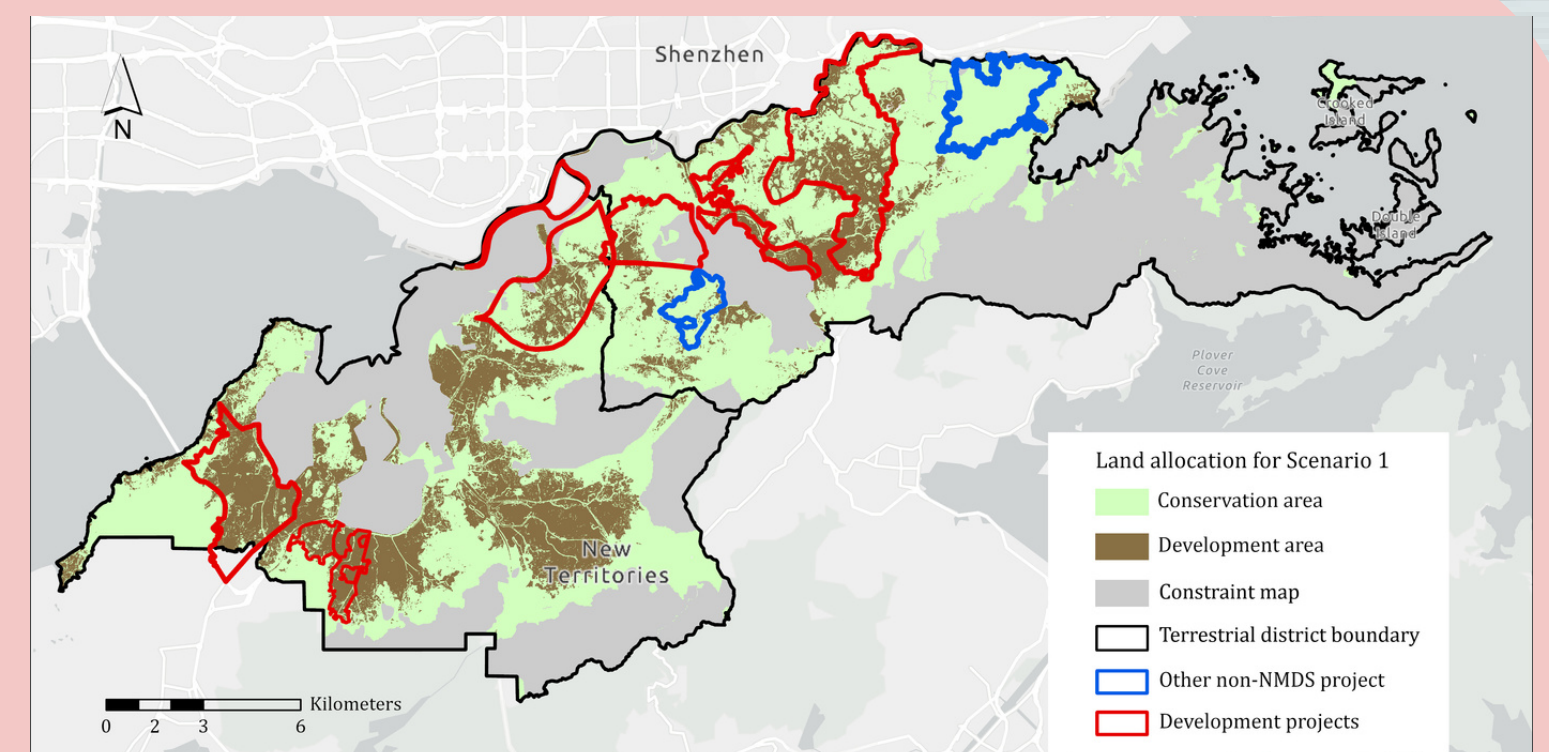 Shenzhen
N
Crooked
Island
Double
Island
Plover
Cove
Reservoir
New
Territories
Land allocation for Scenario 1
Conservation area
Development area
Constraint map
Terrestrial district boundary
Other non-NMDS project
Development projects
Kilometers
0 2 3 6